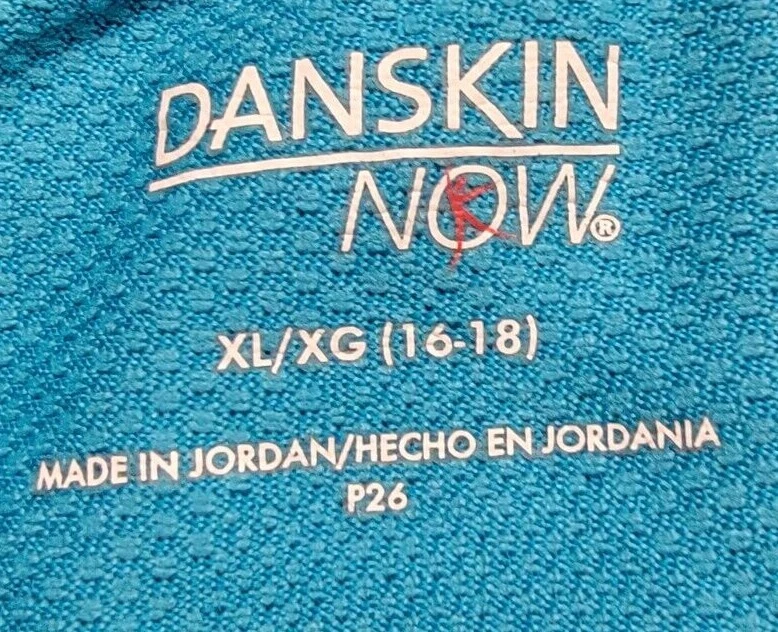 DANSKIN
NOW®
XL/XG (16-18)
MADE IN JORDAN/HECHO EN JORDANIA
P26